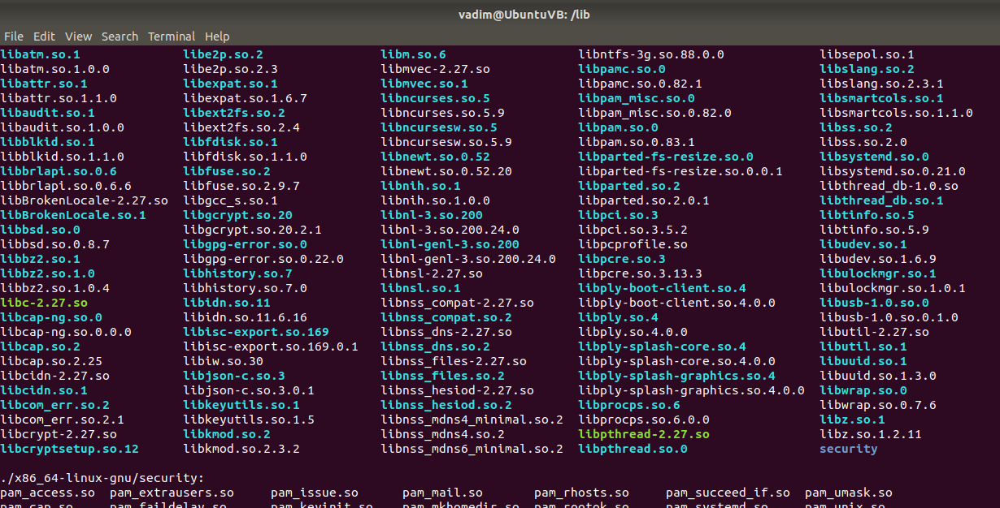 vadim@UbuntuVB: /lib
File Edit View Search Terminal Help
libatm.so.1 libe2p.so.2 libm.so.6 libntfs-3g.so.88.0.0 libsepol.so.1
libatm.so.1.0.0 libe2p.so.2.3 libmvec-2.27.so libpamc.so.0 libslang.so.2
libattr.so.1 libexpat.so.1 libmvec.so.1 libpamc.so.0.82.1 libslang.so.2.3.1
libattr.so.1.1.0 libexpat.so.1.6.7 libncurses.so.5 libpam_misc.so.0 libsmartcols.so.1
libaudit.so.1 libext2fs.so.2 libncurses.so.5.9 libpam_misc.so.0.82.0 libsmartcols.so.1.1.0
libaudit.so.1.0.0 libext2fs.so.2.4 libncursesw.so.5 libpam.so.0 libss.so.2
libblkid.so.1 libfdisk.so.1 libncursesw.so.5.9 libpam.so.0.83.1 libss.so.2.0
libblkid.so.1.1.0 libfdisk.so.1.1.0 libnewt.so.0.52 libparted-fs-resize.so.0 libsystemd.so.0
libbrlapi.so.0.6 libfuse.so.2 libnewt.so.0.52.20 libparted-fs-resize.so.0.0.1 libsystemd.so.0.21.0
libbrlapi.so.0.6.6 libfuse.so.2.9.7 libnih.so.1 libparted.so.2 libthread_db-1.0.so
libBrokenLocale-2.27.so libgcc_s.so.1 libnih.so.1.0.0 libparted.so.2.0.1 libthread_db.so.1
libBrokenLocale.so.1 libgcrypt.so.20 libnl-3.so.200 libpci.so.3 libtinfo.so.5
libbsd.so.0 libgcrypt.so.20.2.1 libnl-3.so.200.24.0 libpci.so.3.5.2 libtinfo.so.5.9
libbsd.so.0.8.7 libgpg-error.so.0 libnl-genl-3.so.200 libpcprofile.so libudev.so.1
libbz2.so.1 libgpg-error.so.0.22.0 libnl-genl-3.so.200.24.0 libpcre.so.3 libudev.so.1.6.9
libbz2.so.1.0 libhistory.so.7 libnsl-2.27.so libpcre.so.3.13.3 libulockmgr.so.1
libbz2.so.1.0.4 libhistory.so.7.0 libnsl.so.1 libply-boot-client.so.4 libulockmgr.so.1.0.1
libc-2.27.so libidn.so.11 libnss_compat-2.27.so libply-boot-client.so.4.0.0 libusb-1.0.so.0
libcap-ng.so.0 libidn.so.11.6.16 libnss_compat.so.2 libply.so.4 libusb-1.0.so.0.1.0
libcap-ng.so.0.0.0 libisc-export.so.169 libnss_dns-2.27.so libply.so.4.0.0 libutil-2.27.so
libcap.so.2 libisc-export.so.169.0.1 libnss_dns.so.2 libply-splash-core.so.4 libutil.so.1
libcap.so.2.25 libiw.so.30 libnss_files-2.27.so libply-splash-core.so.4.0.0 libuuid.so.1
libcidn-2.27.so libjson-c.so.3 libnss_files.so.2 libply-splash-graphics.so.4 libuuid.so.1.3.0
libcidn.so.1 libjson-c.so.3.0.1 libnss_hesiod-2.27.so libply-splash-graphics.so.4.0.0 libwrap.so.0
libcom_err.so.2 libkeyutils.so.1 libnss_hesiod.so.2 libprocps.so.6 libwrap.so.0.7.6
libcom_err.so.2.1 libkeyutils.so.1.5 libnss_mdns4_minimal.so.2 libprocps.so.6.0.0 libz.so.1
libcrypt-2.27.so libkmod.so.2 libnss_mdns4.so.2 libpthread-2.27.so libz.so.1.2.11
libcryptsetup.so.12 libkmod.so.2.3.2 libnss_mdns6_minimal.so.2 libpthread.so.0 security
./x86_64-linux-gnu/security:
pam_access.so pam_extrausers.so pam_issue.so pam_mail.so pam_rhosts.so pam_succeed_if.so pam_umask.so
pam_cap.so pam_faildelay.so pam_keyinit.so pam_mkhomedir.so pam_rootok.so pam_systemd.so pam_unix.so